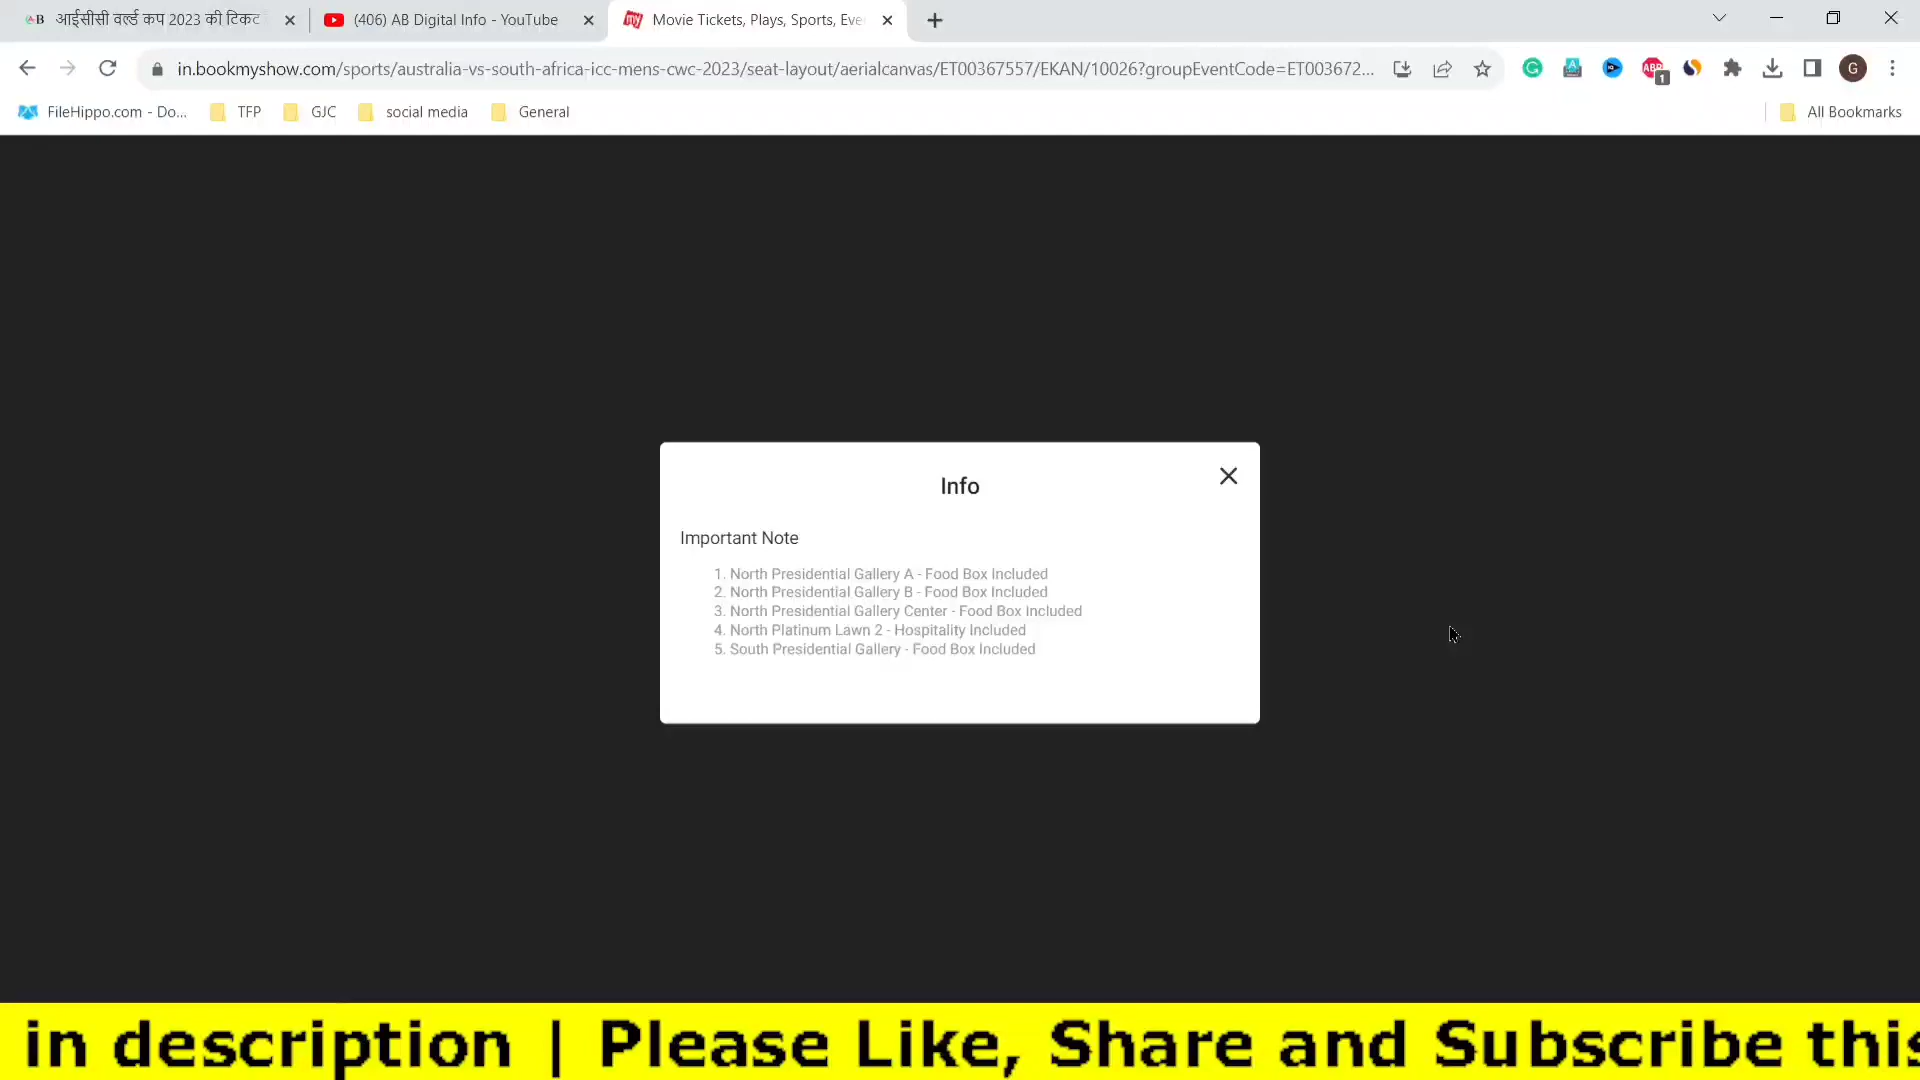 AB आईसीसी वर्ल्ड कप 2023 की टिकट
(406) AB Digital Info - YouTube
my Movie Tickets, Plays, Sports, Eve
in.bookmyshow.com/sports/australia-vs-south-africa-icc-mens-cwc-2023/seat-layout/aerialcanvas/ET00367557/EKAN/10026?groupEventCode=ET003672...
ABP 1 G
FileHippo.com - Do...
TFP
GJC
social media
General
All Bookmarks
Info
Important Note
1. North Presidential Gallery A - Food Box Included
2. North Presidential Gallery B - Food Box Included
3. North Presidential Gallery Center - Food Box Included
4. North Platinum Lawn 2 - Hospitality Included
5. South Presidential Gallery - Food Box Included
in description | Please Like, Share and Subscribe this